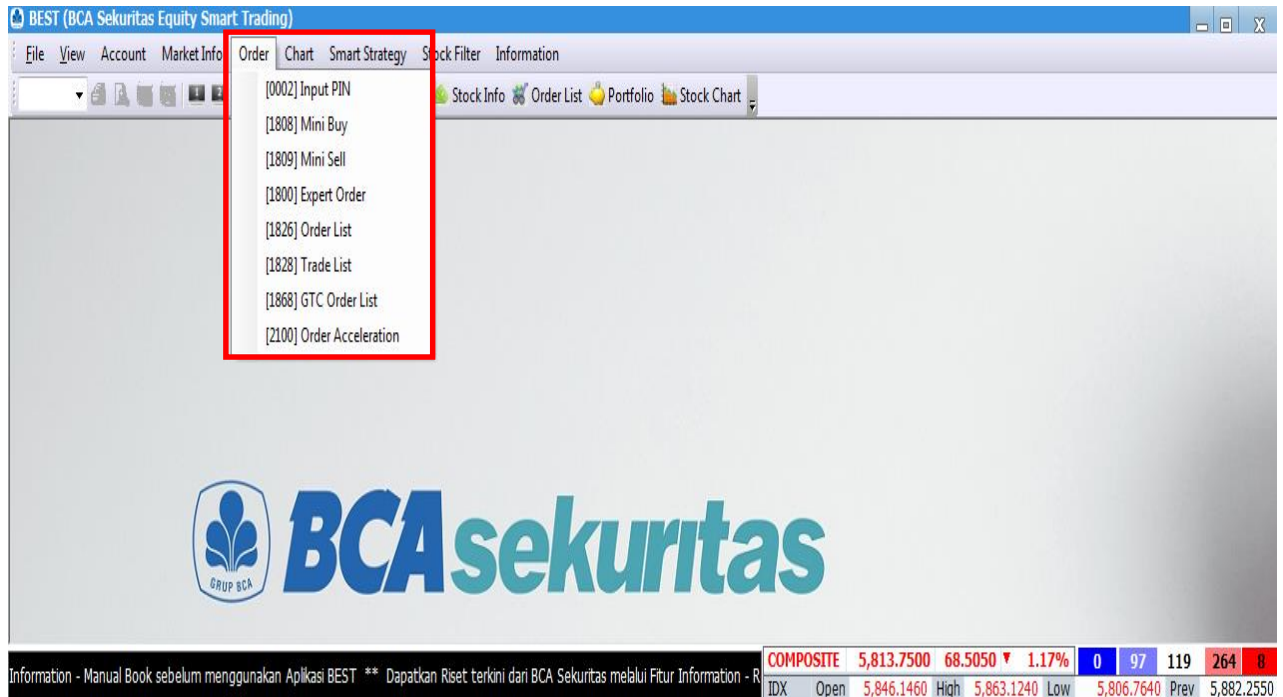 BEST (BCA Sekuritas Equity Smart Trading)
File View Account Market Info Order Chart Smart Strategy Stock Filter Information
1 2 Stock Info Order List Portfolio Stock Chart
[0002] Input PIN
[1808] Mini Buy
[1809] Mini Sell
[1800] Expert Order
[1826] Order List
[1828] Trade List
[1868] GTC Order List
[2100] Order Acceleration
GRUP BCA
BCA sekuritas
Information - Manual Book sebelum menggunakan Aplikasi BEST ** Dapatkan Riset terkini dari BCA Sekuritas melalui Fitur Information - R
COMPOSITE 5,813.7500 68.5050 ▼ 1.17% 0 97 119 264 8
IDX Open 5,846.1460 High 5,863.1240 Low 5,806.7640 Prev 5,882.2550